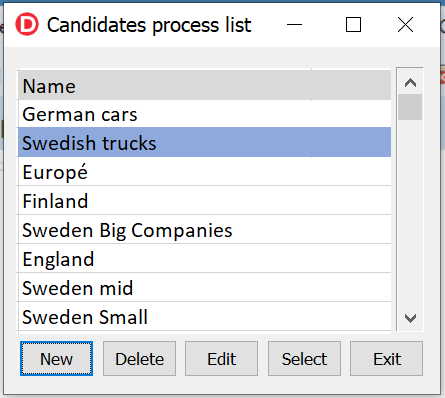 D Candidates process list
Name
German cars
Swedish trucks
Europé
Finland
Sweden Big Companies
England
Sweden mid
Sweden Small
New Delete Edit Select Exit